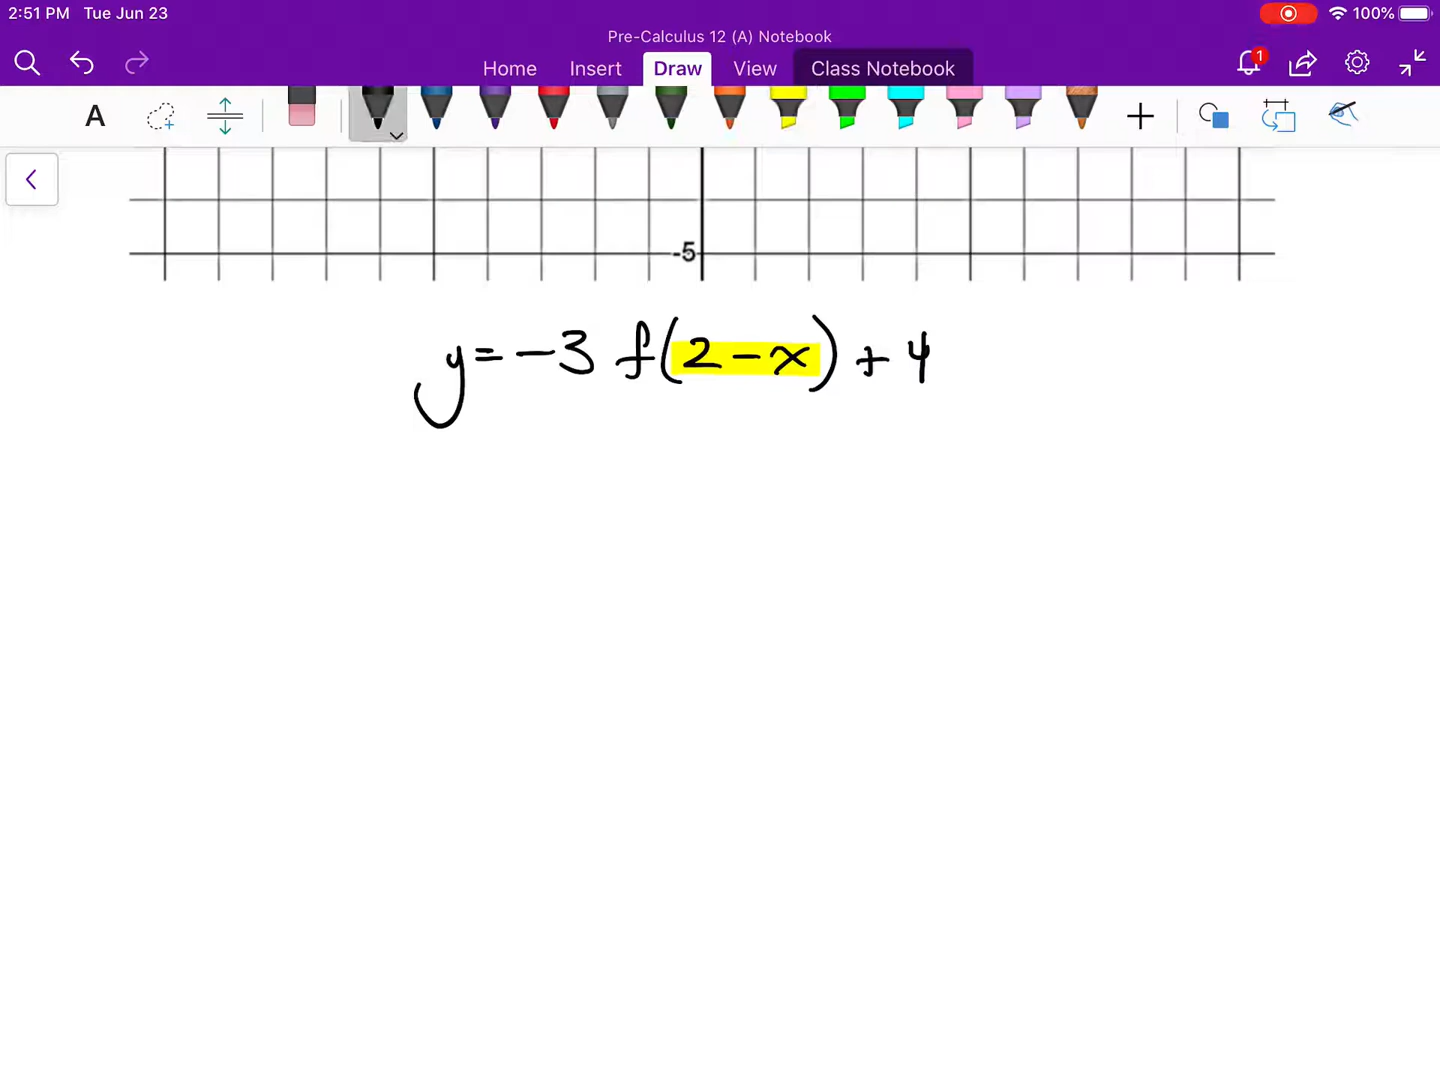 2:51 PM Tue Jun 23 100%
Pre-Calculus 12 (A) Notebook
1
Home Insert Draw View Class Notebook
A
-5
y = -3 f(2 - x) + 4